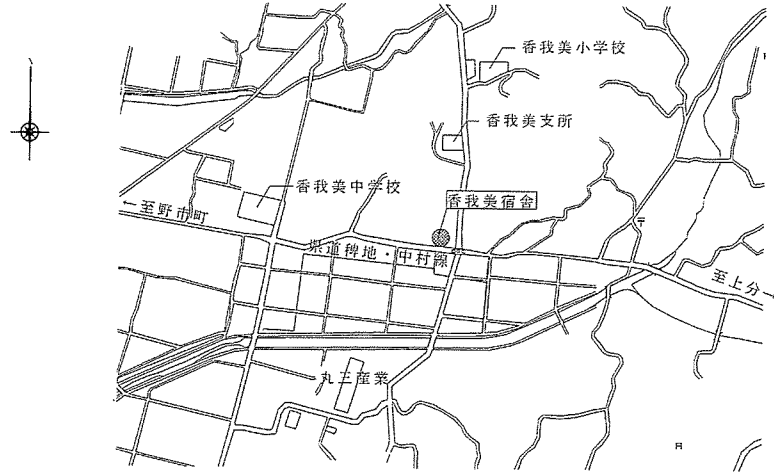 香我美小学校
香我美支所
香我美中学校
香我美宿舎
←至野市町
県道稗地・中村線
至上分→
丸三産業